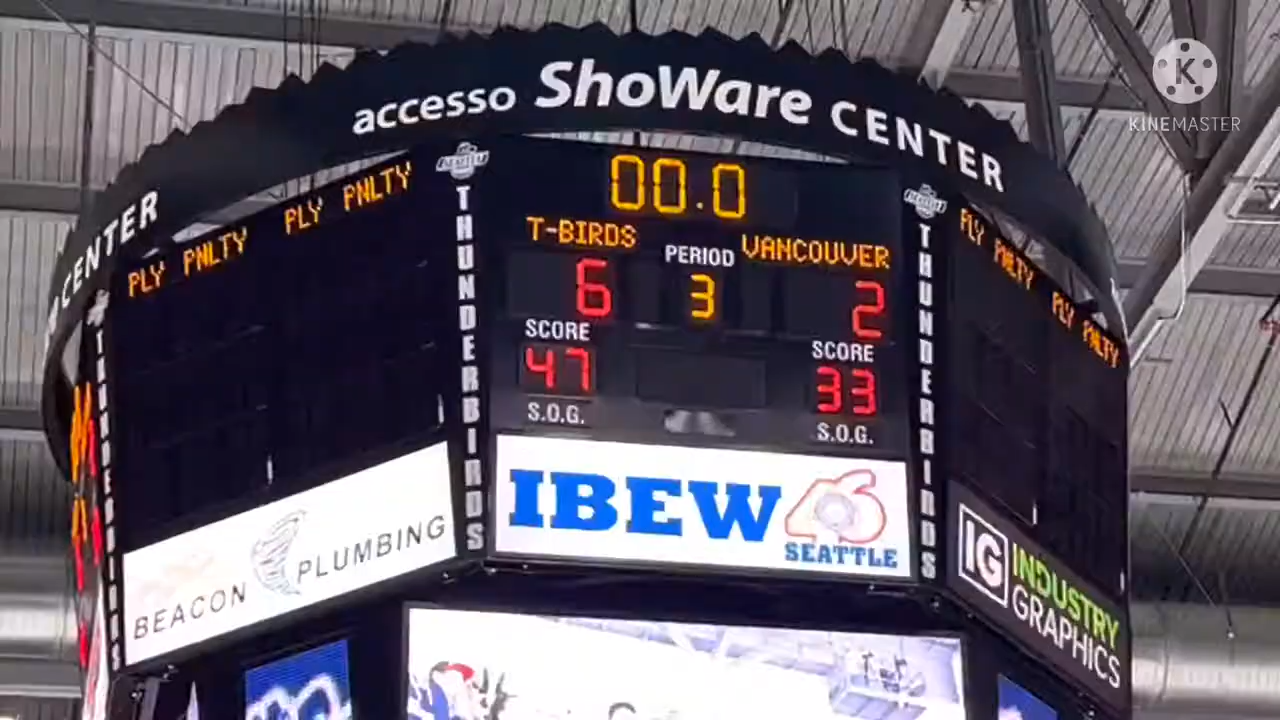 accesso ShoWare CENTER
CENTER
KINEMASTER
00.0
PLY PNLTY PLY PNLTY
T-BIRDS PERIOD VANCOUVER
6 3 2
SCORE SCORE
47 33
S.O.G. S.O.G.
PLY PNLTY PLY PNLTY
THUNDERBIRDS
THUNDERBIRDS
BEACON PLUMBING
IBEW 46
SEATTLE
IG INDUSTRY
GRAPHICS